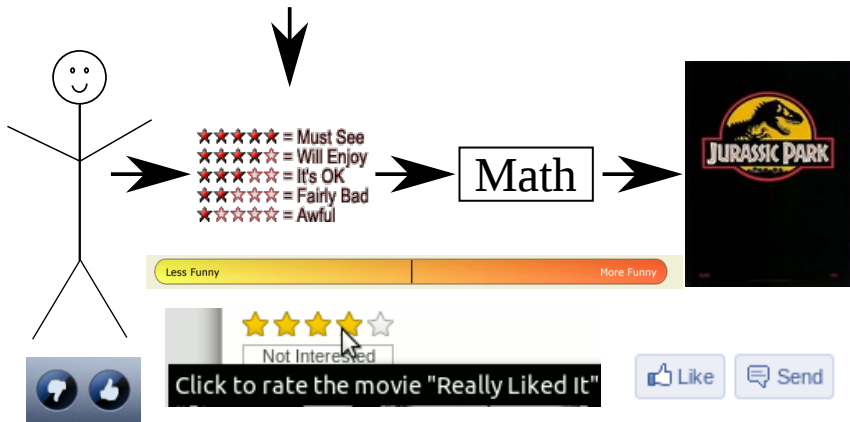 = Must See
= Will Enjoy
= It's OK
= Fairly Bad
= Awful
Math
JURASSIC PARK
Less Funny
More Funny
Not Interested
Click to rate the movie "Really Liked It"
Like
Send